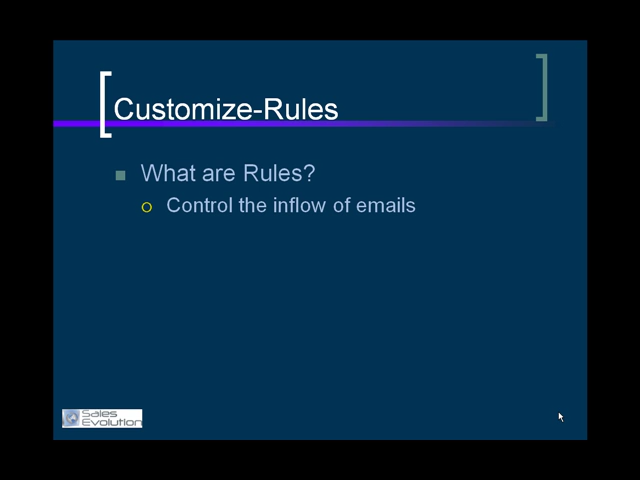 Customize-Rules
What are Rules?
Control the inflow of emails
Sales
Evolution